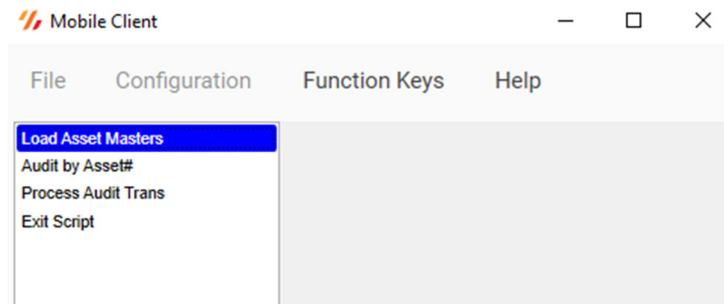 Mobile Client
File Configuration Function Keys Help
Load Asset Masters
Audit by Asset#
Process Audit Trans
Exit Script